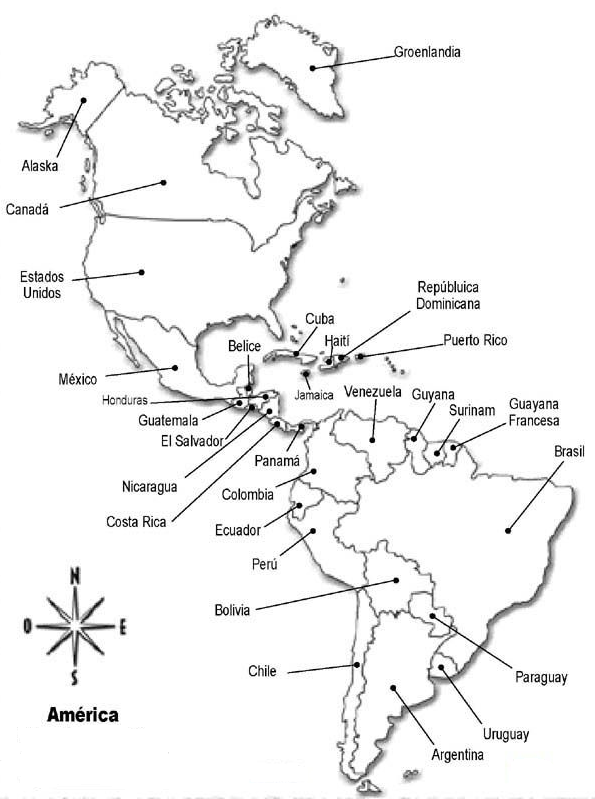 Groenlandia
Alaska
Canadá
Estados
Unidos
Repúbluica
Dominicana
Cuba
Haití
Puerto Rico
Belice
México
Honduras
Jamaica
Venezuela
Guyana
Surinam
Guayana
Francesa
Guatemala
El Salvador
Panamá
Brasil
Nicaragua
Colombia
Costa Rica
Ecuador
Perú
N
O
E
S
Bolivia
Chile
Paraguay
América
Uruguay
Argentina